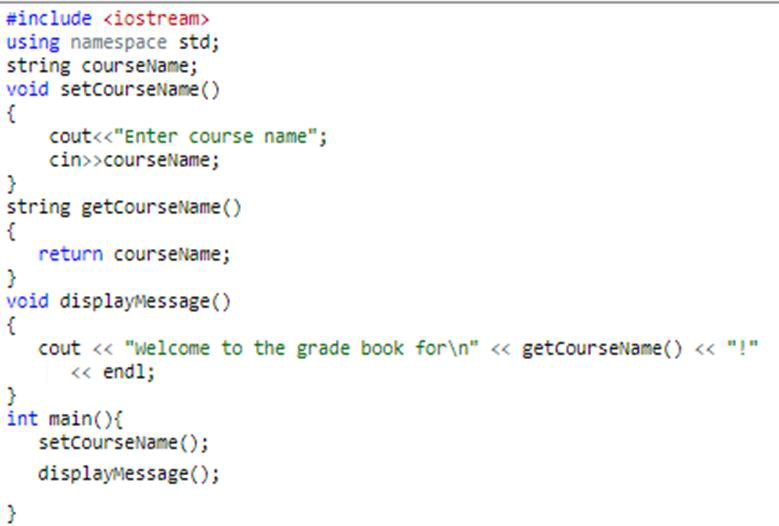 #include <iostream>
using namespace std;
string courseName;
void setCourseName()
{
    cout<<"Enter course name";
    cin>>courseName;
}
string getCourseName()
{
   return courseName;
}
void displayMessage()
{
   cout << "Welcome to the grade book for\n" << getCourseName() << "!"
      << endl;
}
int main(){
   setCourseName();
   displayMessage();
}